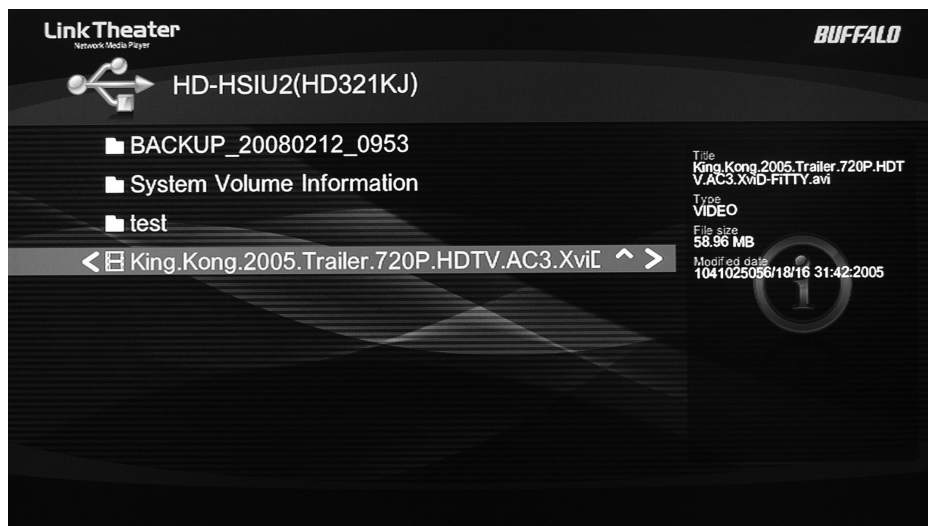 LinkTheater
Network Media Player
BUFFALO
HD-HSIU2(HD321KJ)
BACKUP_20080212_0953
System Volume Information
test
King.Kong.2005.Trailer.720P.HDTV.AC3.XviD
Title
King.Kong.2005.Trailer.720P.HDT
V.AC3.XviD-FiTTY.avi
Type
VIDEO
File size
58.96 MB
Modified date
1041025056/18/16 31:42:2005